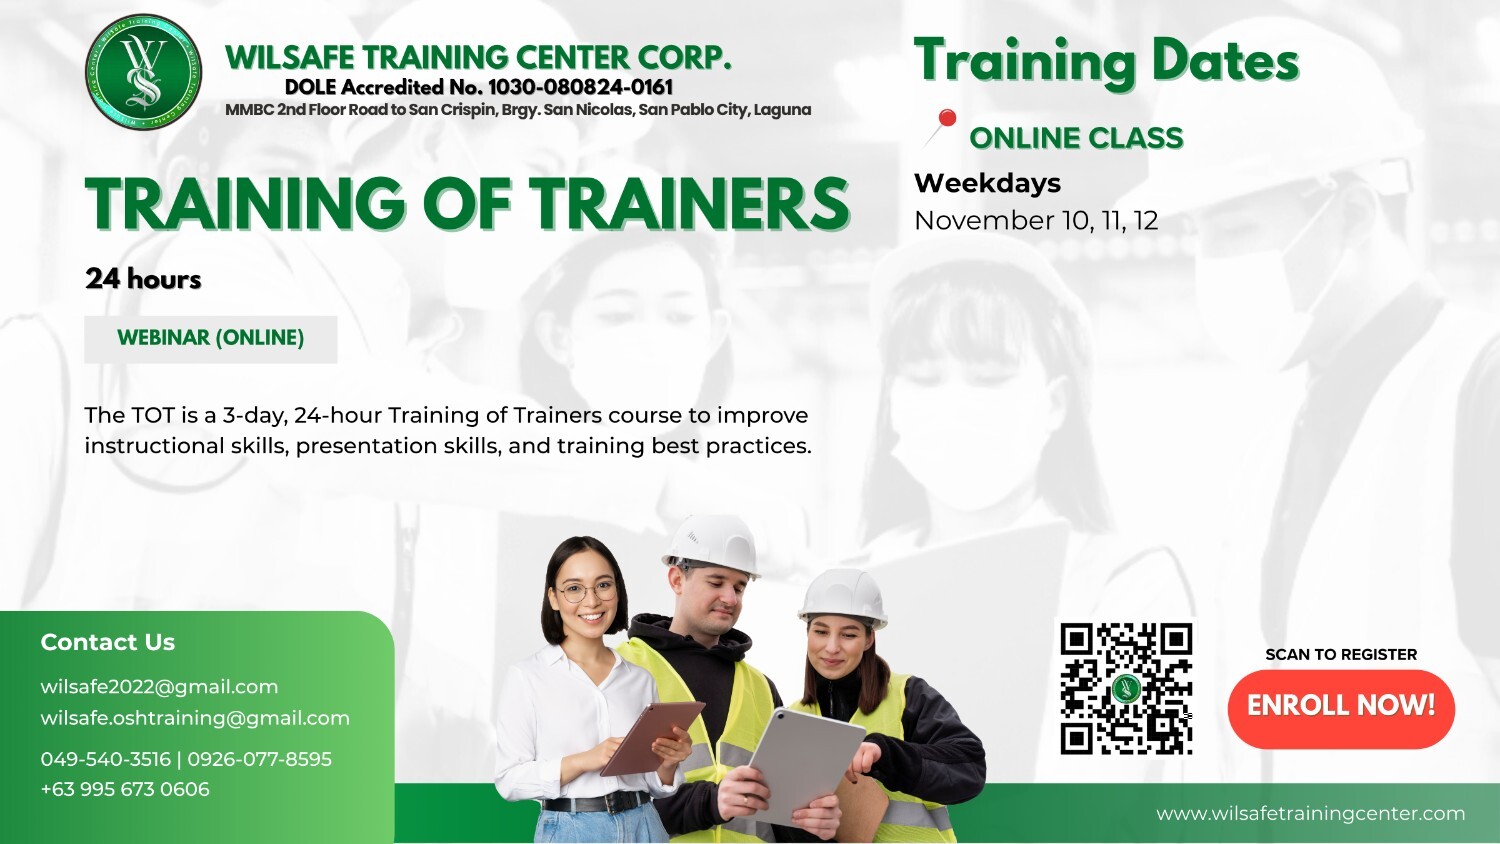 WILSAFE TRAINING CENTER CORP.
DOLE Accredited No. 1030-080824-0161
MMBC 2nd Floor Road to San Crispin, Brgy. San Nicolas, San Pablo City, Laguna
TRAINING OF TRAINERS
24 hours
WEBINAR (ONLINE)
The TOT is a 3-day, 24-hour Training of Trainers course to improve
instructional skills, presentation skills, and training best practices.
Training Dates
ONLINE CLASS
Weekdays
November 10, 11, 12
Contact Us
wilsafe2022@gmail.com
wilsafe.oshtraining@gmail.com
049-540-3516 | 0926-077-8595
+63 995 673 0606
SCAN TO REGISTER
ENROLL NOW!
www.wilsafetrainingcenter.com